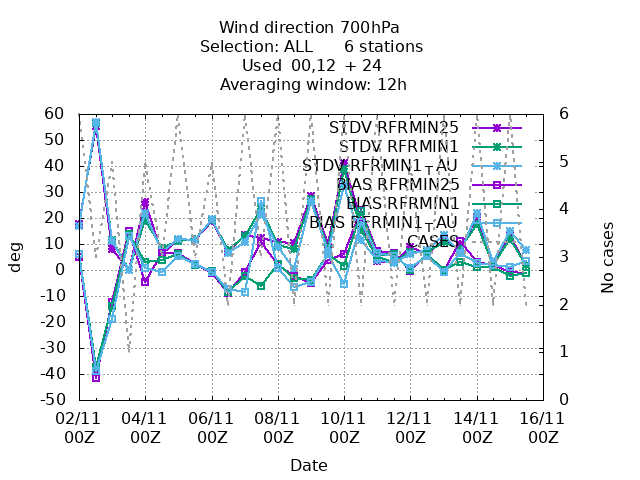 Wind direction 700hPa
Selection: ALL 6 stations
Used 00,12 + 24
Averaging window: 12h
deg
60
50
40
30
20
10
0
-10
-20
-30
-40
-50
STDV RFRMIN25
STDV RFRMIN1
STDV RFRMIN1_AU
BIAS RFRMIN25
BIAS RFRMIN1
BIAS RFRMIN1_AU
CASES
6
5
4
3
2
1
0
No cases
02/11 04/11 06/11 08/11 10/11 12/11 14/11 16/11
00Z 00Z 00Z 00Z 00Z 00Z 00Z 00Z
Date